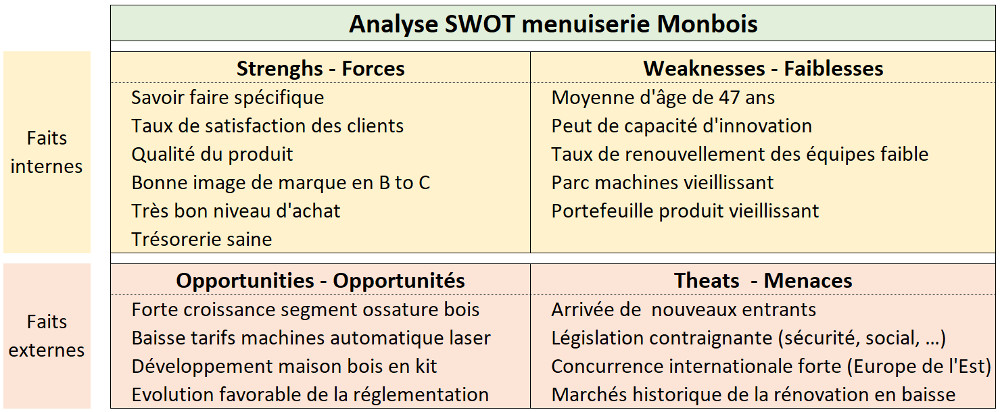 Analyse SWOT menuiserie Monbois
Faits
internes
Strenghs - Forces
Savoir faire spécifique
Taux de satisfaction des clients
Qualité du produit
Bonne image de marque en B to C
Très bon niveau d'achat
Trésorerie saine
Weaknesses - Faiblesses
Moyenne d'âge de 47 ans
Peut de capacité d'innovation
Taux de renouvellement des équipes faible
Parc machines vieillissant
Portefeuille produit vieillissant
Faits
externes
Opportunities - Opportunités
Forte croissance segment ossature bois
Baisse tarifs machines automatique laser
Développement maison bois en kit
Evolution favorable de la réglementation
Theats - Menaces
Arrivée de nouveaux entrants
Législation contraignante (sécurité, social, ...)
Concurrence internationale forte (Europe de l'Est)
Marchés historique de la rénovation en baisse